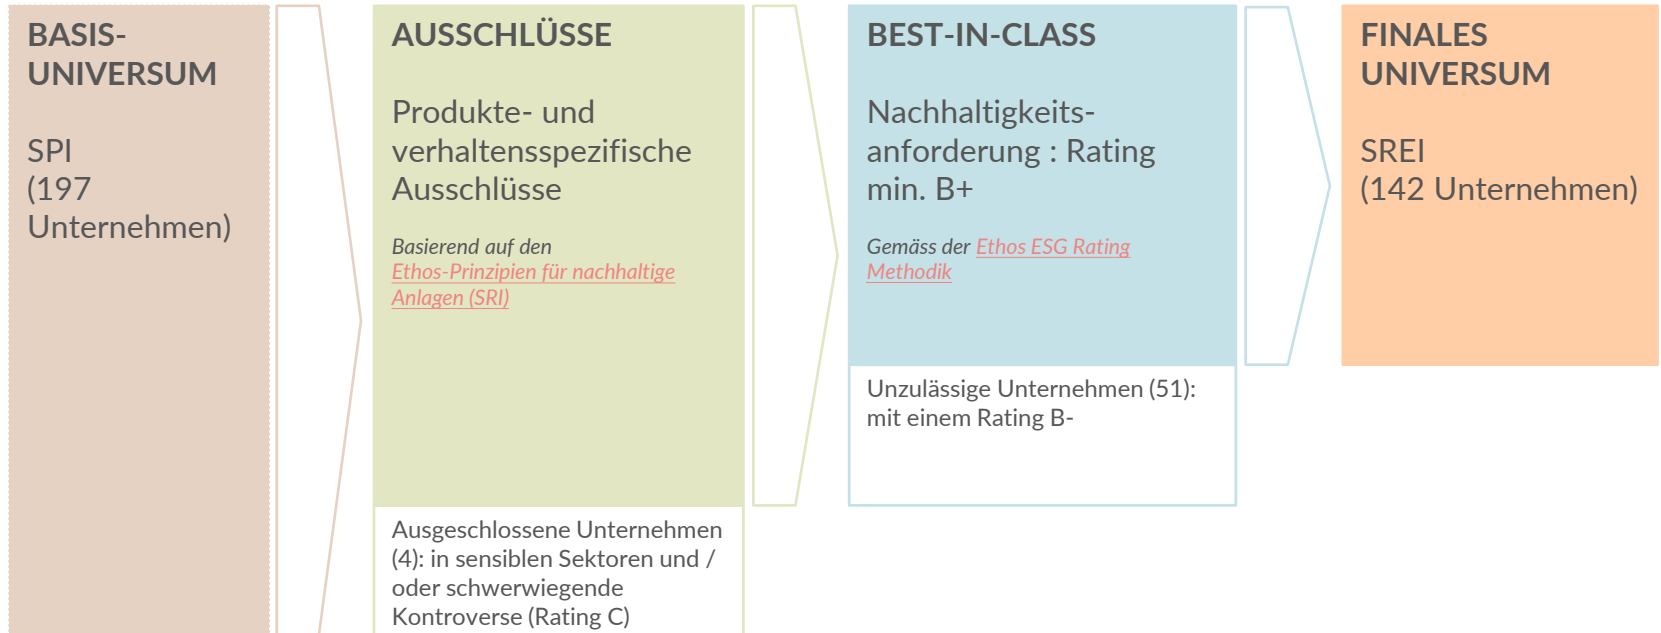 BASIS-
UNIVERSUM
SPI
(197
Unternehmen)
AUSSCHLÜSSE
Produkte- und
verhaltensspezifische
Ausschlüsse
Basierend auf den
Ethos-Prinzipien für nachhaltige
Anlagen (SRI)
Ausgeschlossene Unternehmen
(4): in sensiblen Sektoren und /
oder schwerwiegende
Kontroverse (Rating C)
BEST-IN-CLASS
Nachhaltigkeits-
anforderung : Rating
min. B+
Gemäss der Ethos ESG Rating
Methodik
Unzulässige Unternehmen (51):
mit einem Rating B-
FINALES
UNIVERSUM
SREI
(142 Unternehmen)